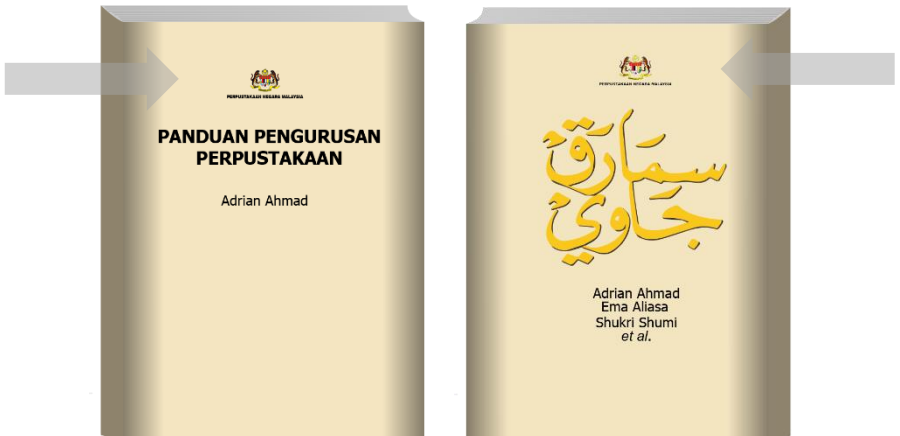 PERPUSTAKAAN NEGARA MALAYSIA
PANDUAN PENGURUSAN
PERPUSTAKAAN
Adrian Ahmad
PERPUSTAKAAN NEGARA MALAYSIA
سمارق
جاوي
Adrian Ahmad
Ema Aliasa
Shukri Shumi
et al.